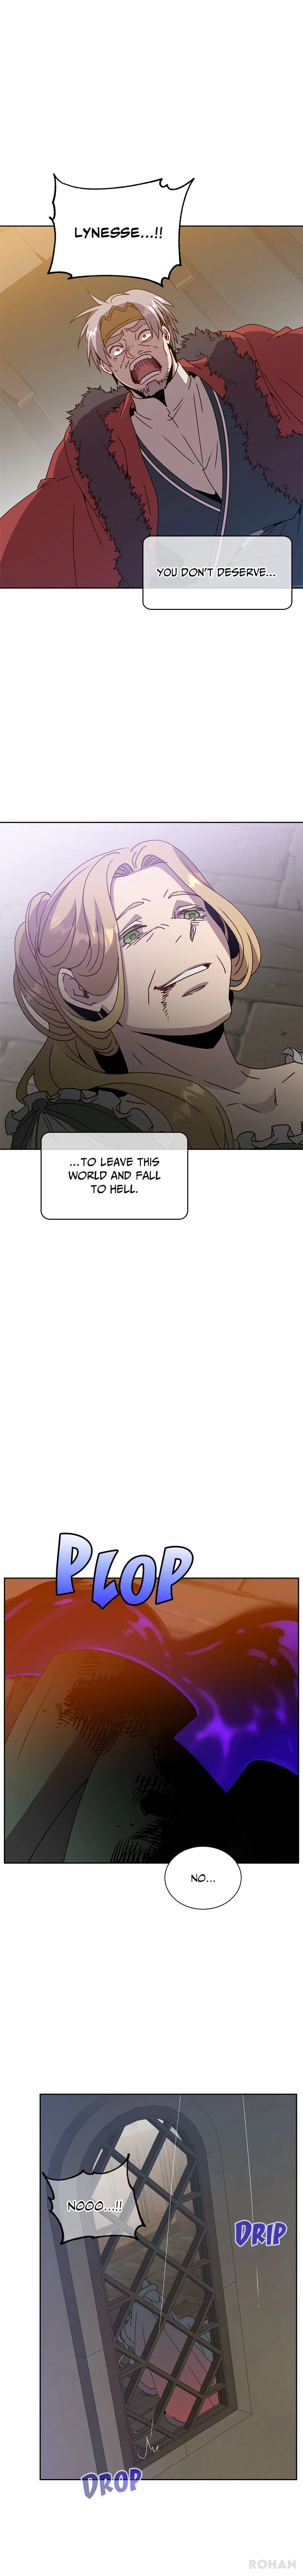 LYNESSE...!!
YOU DON'T DESERVE...
...TO LEAVE THIS
WORLD AND FALL
TO HELL.
PLOP
NO...
NOOO...!!
DRIP
DROP
ROHAN